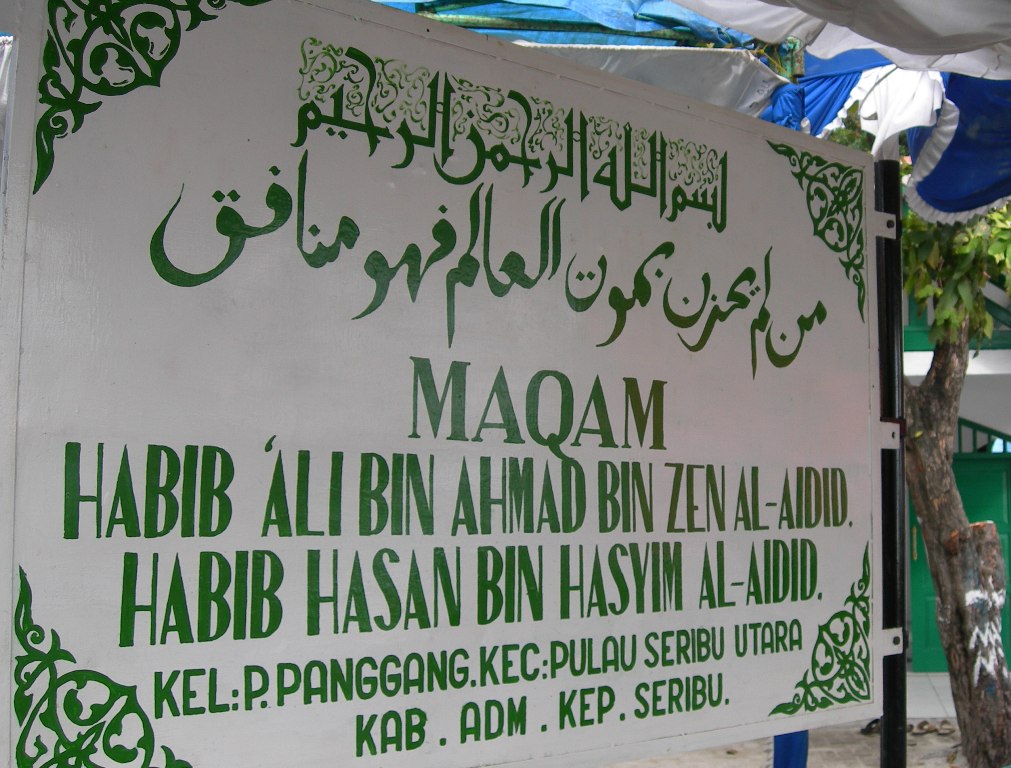 بسم الله الرحمن الرحيم
من لم يحزن بموت العالم فهو منافق
MAQAM
HABIB 'ALI BIN AHMAD BIN ZEN AL-AIDID.
HABIB HASAN BIN HASYIM AL-AIDID.
KEL:P.PANGGANG.KEC:PULAU SERIBU UTARA
KAB . ADM . KEP . SERIBU.